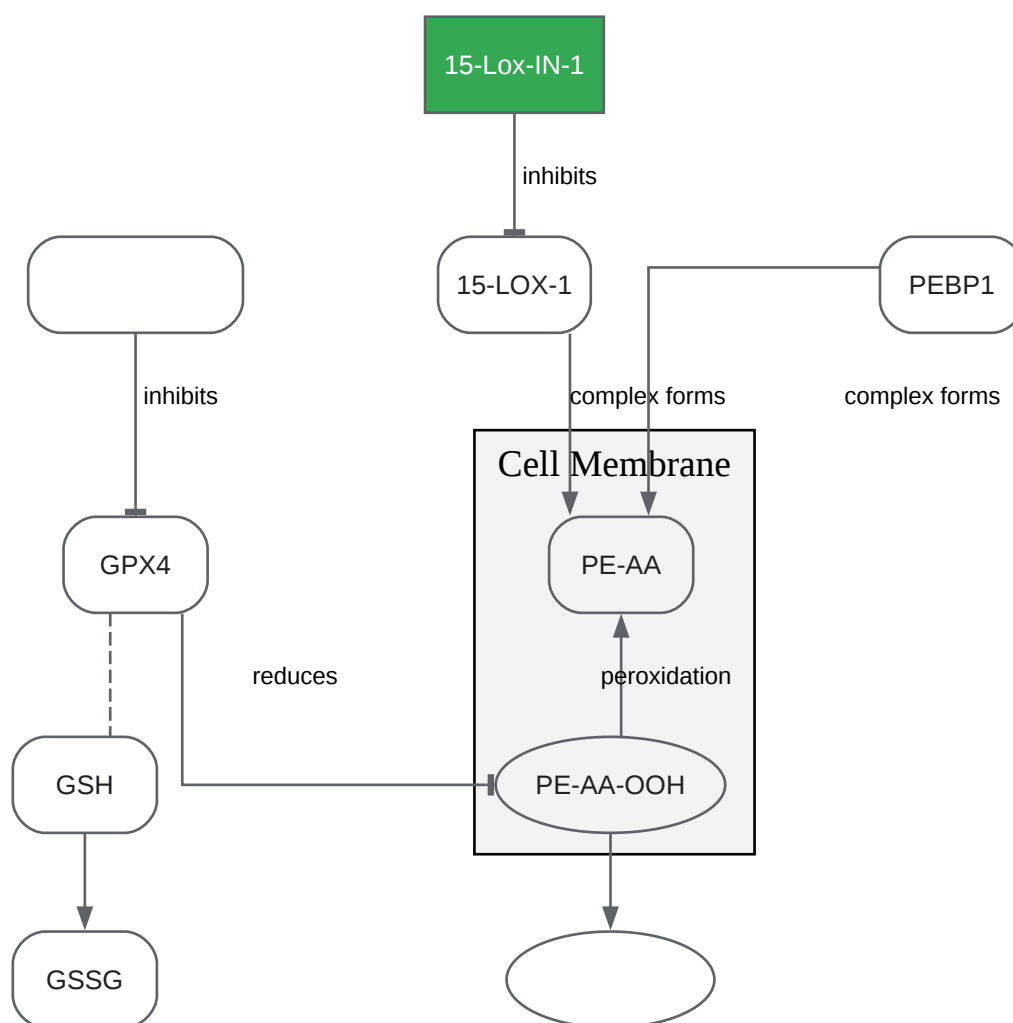 15-Lox-IN-1
inhibits
15-LOX-1
PEBP1
inhibits
complex forms
complex forms
Cell Membrane
GPX4
PE-AA
reduces
peroxidation
GSH
PE-AA-OOH
GSSG